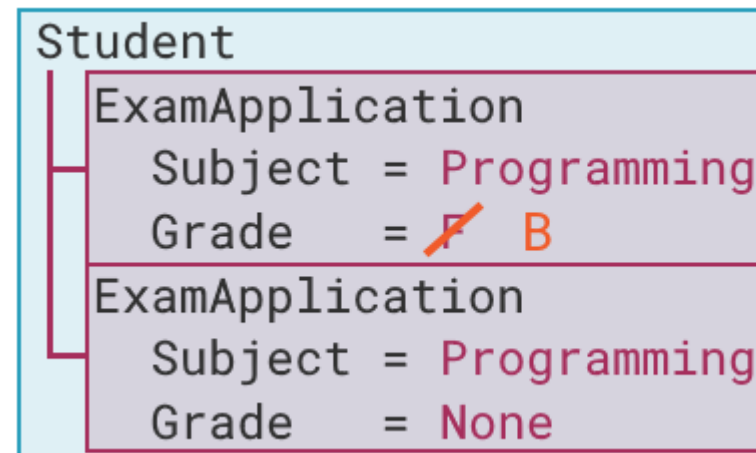 Student
ExamApplication
Subject = Programming
Grade = F B
ExamApplication
Subject = Programming
Grade = None